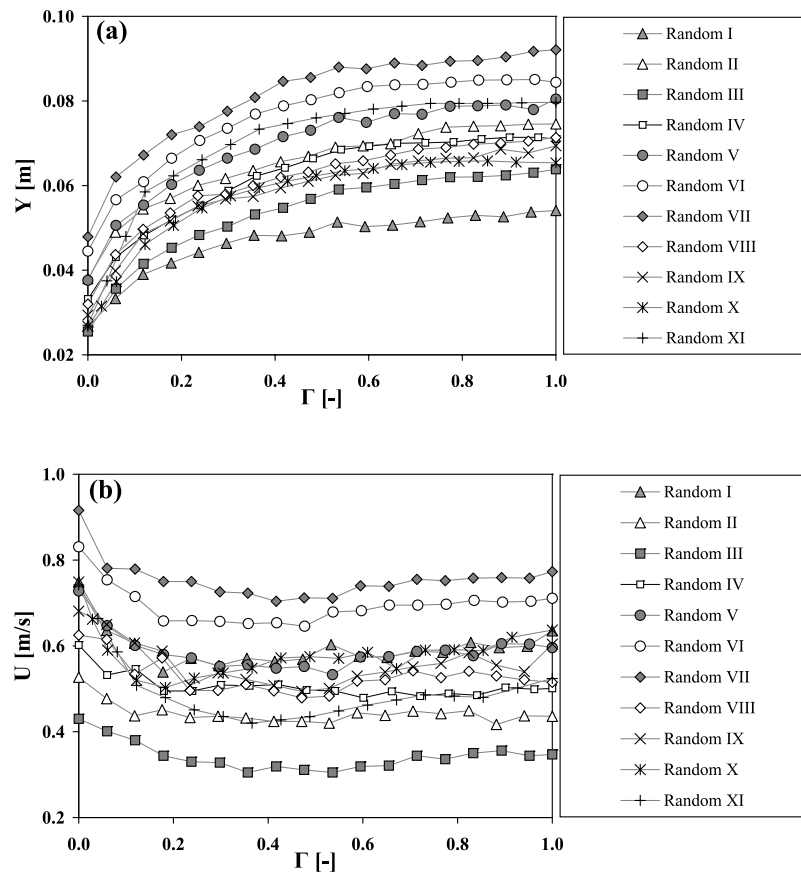 (a)
Y [m]
0.10
0.08
0.06
0.04
0.02
0.0
0.2
0.4
0.6
0.8
1.0
Γ [-]
Random I
Random II
Random III
Random IV
Random V
Random VI
Random VII
Random VIII
Random IX
Random X
Random XI
(b)
U [m/s]
1.0
0.8
0.6
0.4
0.2
0.0
0.2
0.4
0.6
0.8
1.0
Γ [-]
Random I
Random II
Random III
Random IV
Random V
Random VI
Random VII
Random VIII
Random IX
Random X
Random XI